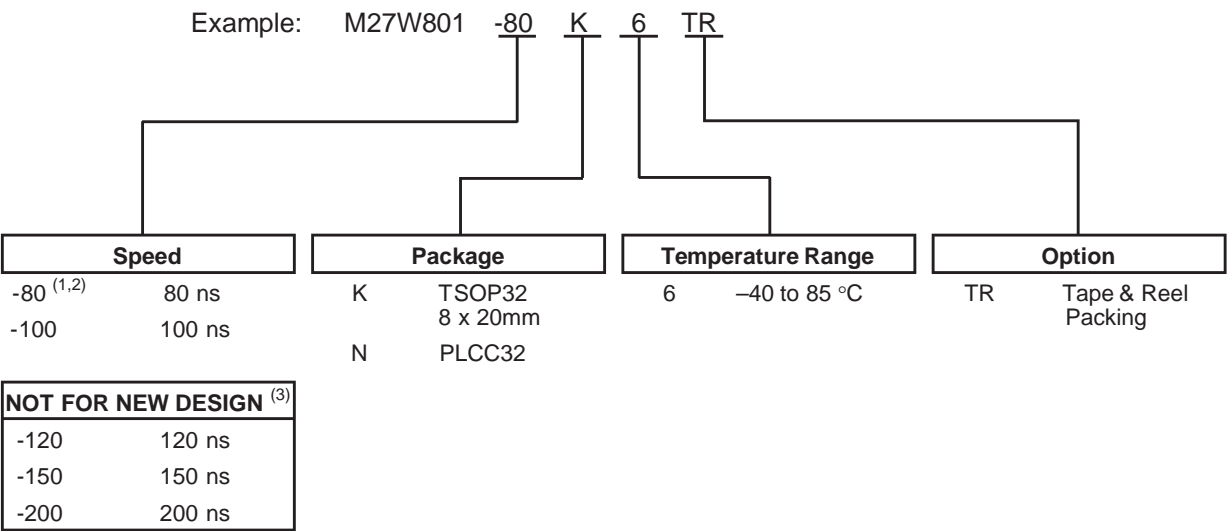 Example: M27W801 -80 K 6 TR
Speed Package Temperature Range Option
-80 (1,2) 80 ns K TSOP32 6 –40 to 85 °C TR Tape & Reel
8 x 20mm Packing
-100 100 ns
N PLCC32
NOT FOR NEW DESIGN (3)
-120 120 ns
-150 150 ns
-200 200 ns